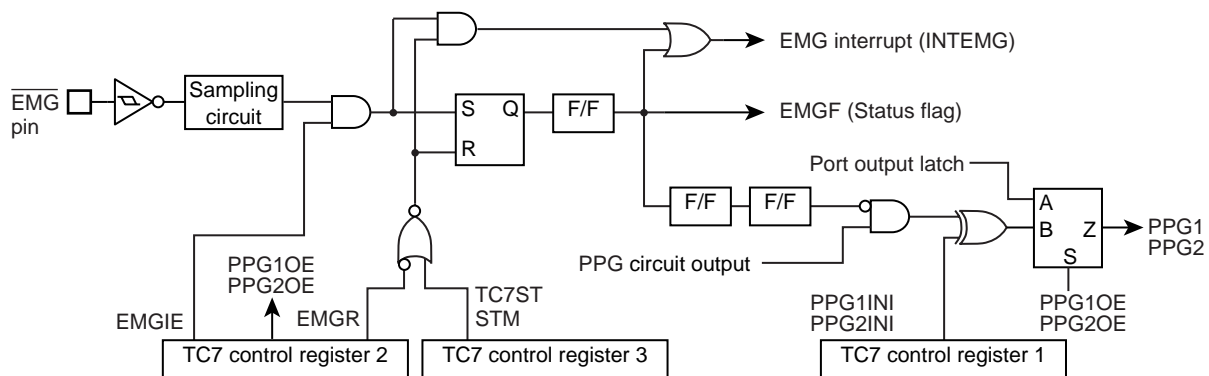 EMG interrupt (INTEMG)
EMG
pin
Sampling
circuit
S
Q
R
F/F
EMGF (Status flag)
Port output latch
F/F
F/F
A
B
Z
S
PPG1
PPG2
PPG circuit output
PPG1OE
PPG2OE
EMGIE
EMGR
TC7ST
STM
PPG1INI
PPG2INI
PPG1OE
PPG2OE
TC7 control register 2
TC7 control register 3
TC7 control register 1